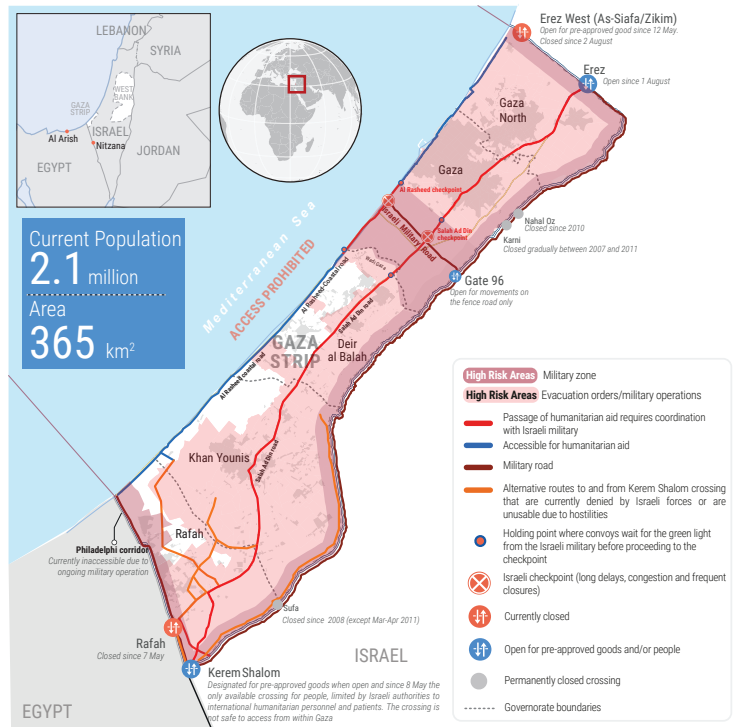 LEBANON
SYRIA
WEST
BANK
GAZA
STRIP
ISRAEL
Al Arish
Nitzana
JORDAN
EGYPT
Erez West (As-Siafa/Zikim)
Open for pre-approved good since 12 May.
Closed since 2 August
Erez
Open since 1 August
Gaza
North
Gaza
Al Rasheed checkpoint
Israeli Military Road
Salah Ad Din
checkpoint
Nahal Oz
Closed since 2010
Karni
Closed gradually between 2007 and 2011
Gate 96
Open for movements on
the fence road only
Current Population
2.1 million
Area
365 km²
Mediterranean Sea
ACCESS PROHIBITED
Al Rasheed-Coastal road
Wadi Gaza
Salah Ad Din road
GAZA
STRIP
Deir
al Balah
Al Rasheed coastal road
Khan Younis
Salah Ad Din road
Rafah
Philadelphi corridor
Currently inaccessible due to
ongoing military operation
Sufa
Closed since 2008 (except Mar-Apr 2011)
Rafah
Closed since 7 May
ISRAEL
Kerem Shalom
Designated for pre-approved goods when open and since 8 May the
only available crossing for people, limited by Israeli authorities to
international humanitarian personnel and patients. The crossing is
not safe to access from within Gaza
EGYPT
High Risk Areas Military zone
High Risk Areas Evacuation orders/military operations
Passage of humanitarian aid requires coordination
with Israeli military
Accessible for humanitarian aid
Military road
Alternative routes to and from Kerem Shalom crossing
that are currently denied by Israeli forces or are
unusable due to hostilities
Holding point where convoys wait for the green light
from the Israeli military before proceeding to the
checkpoint
Israeli checkpoint (long delays, congestion and frequent
closures)
Currently closed
Open for pre-approved goods and/or people
Permanently closed crossing
Governorate boundaries